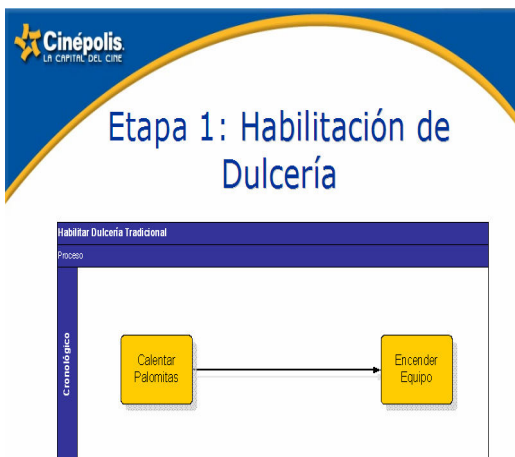 Cinépolis.
LA CAPITAL DEL CINE
Etapa 1: Habilitación de
Dulcería
Habilitar Dulcería Tradicional
Proceso
Cronológico
Calentar
Palomitas
Encender
Equipo